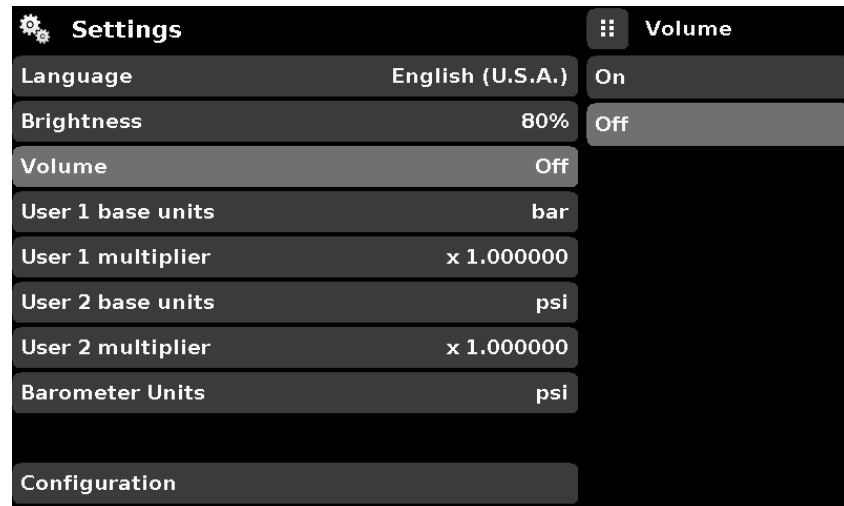 Settings
Language English (U.S.A.)
Brightness 80%
Volume Off
User 1 base units bar
User 1 multiplier x 1.000000
User 2 base units psi
User 2 multiplier x 1.000000
Barometer Units psi
Configuration
Volume
On
Off